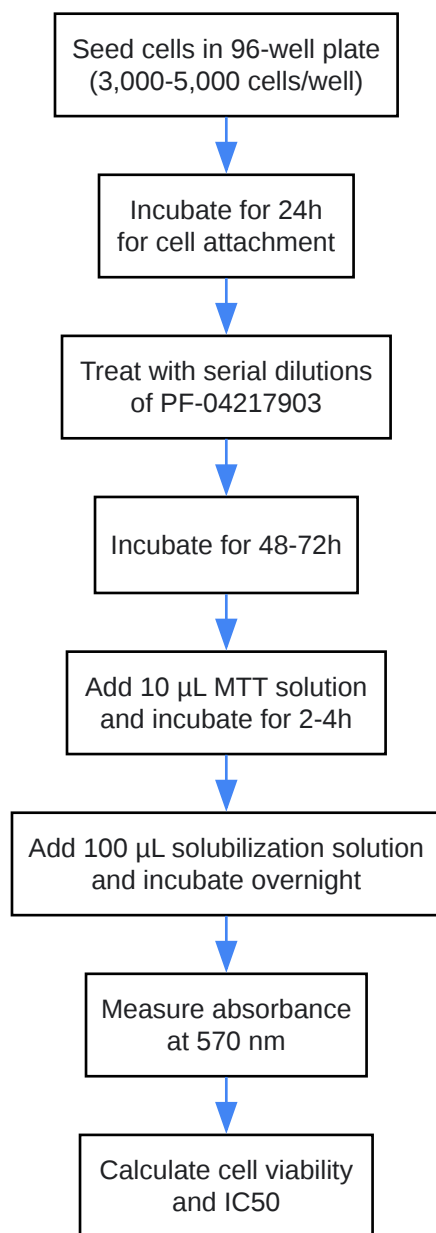 Seed cells in 96-well plate
(3,000-5,000 cells/well)
Incubate for 24h
for cell attachment
Treat with serial dilutions
of PF-04217903
Incubate for 48-72h
Add 10 µL MTT solution
and incubate for 2-4h
Add 100 µL solubilization solution
and incubate overnight
Measure absorbance
at 570 nm
Calculate cell viability
and IC50